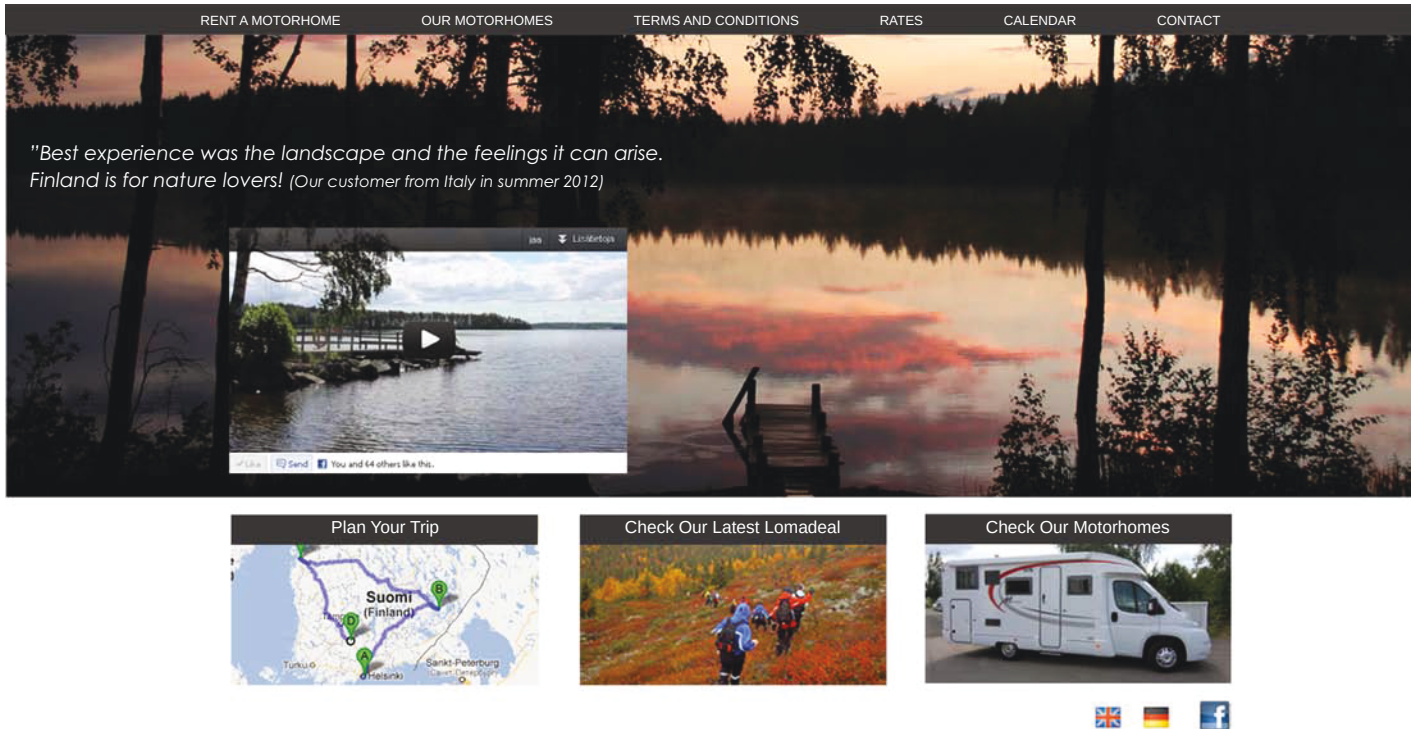 RENT A MOTORHOME OUR MOTORHOMES TERMS AND CONDITIONS RATES CALENDAR CONTACT
”Best experience was the landscape and the feelings it can arise.
Finland is for nature lovers! (Our customer from Italy in summer 2012)
Jaa Lisätietoja
Like Send You and 64 others like this.
Plan Your Trip Check Our Latest Lomadeal Check Our Motorhomes
B
Suomi
(Finland)
D
A
Turku
Helsinki
Sankt-Peterburg
f